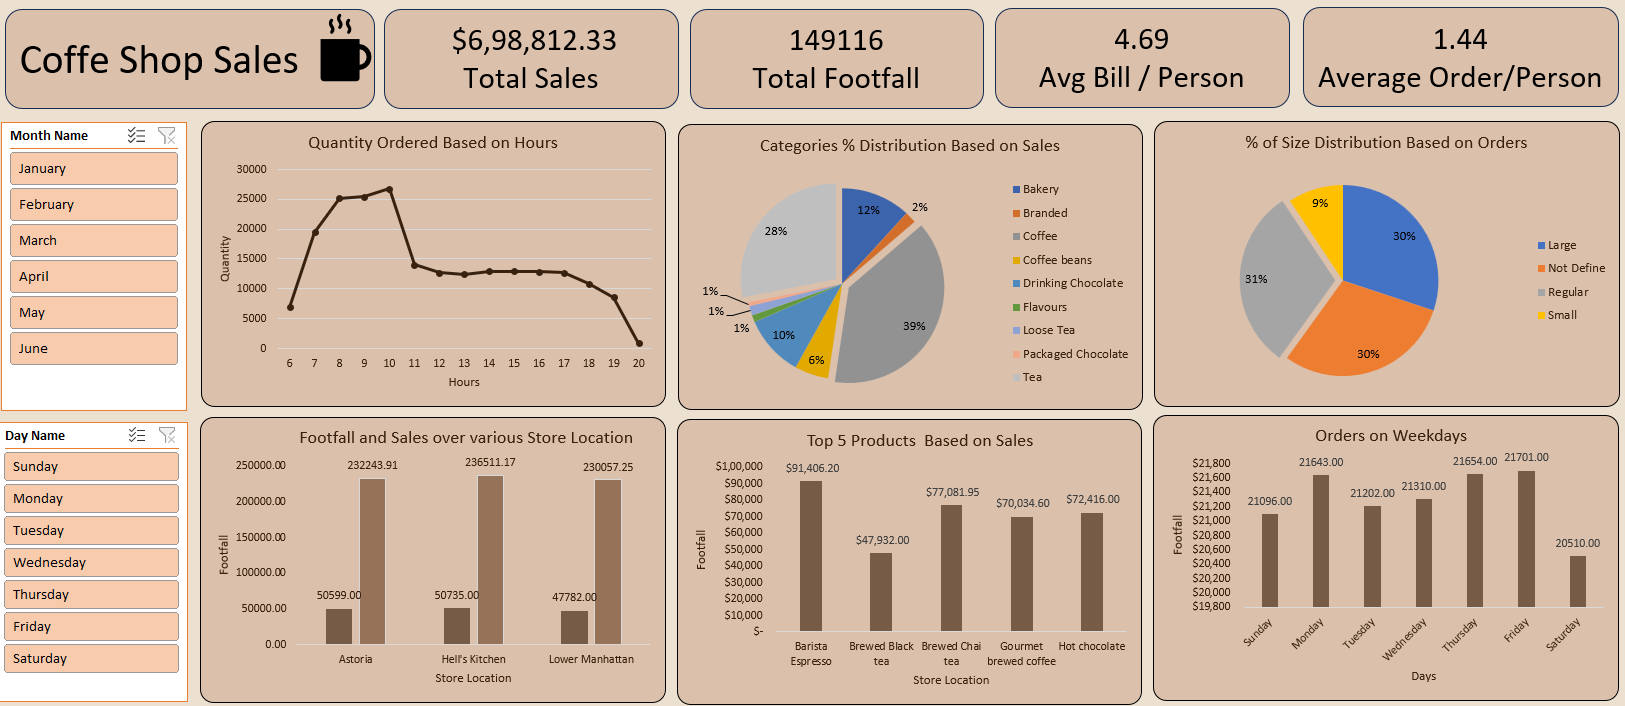 Coffe Shop Sales
$6,98,812.33
Total Sales
149116
Total Footfall
4.69
Avg Bill / Person
1.44
Average Order/Person
Month Name
January
February
March
April
May
June
Day Name
Sunday
Monday
Tuesday
Wednesday
Thursday
Friday
Saturday
Quantity Ordered Based on Hours
Quantity
30000
25000
20000
15000
10000
5000
0
6 7 8 9 10 11 12 13 14 15 16 17 18 19 20
Hours
Categories % Distribution Based on Sales
12%
2%
39%
6%
10%
1%
1%
1%
28%
Bakery
Branded
Coffee
Coffee beans
Drinking Chocolate
Flavours
Loose Tea
Packaged Chocolate
Tea
% of Size Distribution Based on Orders
30%
30%
31%
9%
Large
Not Define
Regular
Small
Footfall and Sales over various Store Location
Footfall
250000.00
200000.00
150000.00
100000.00
50000.00
0.00
50599.00
232243.91
50735.00
236511.17
47782.00
230057.25
Astoria
Hell's Kitchen
Lower Manhattan
Store Location
Top 5 Products  Based on Sales
Footfall
$1,00,000
$90,000
$80,000
$70,000
$60,000
$50,000
$40,000
$30,000
$20,000
$10,000
$-
$91,406.20
$47,932.00
$77,081.95
$70,034.60
$72,416.00
Barista
Espresso
Brewed Black
tea
Brewed Chai
tea
Gourmet
brewed coffee
Hot chocolate
Store Location
Orders on Weekdays
Footfall
$21,800
$21,600
$21,400
$21,200
$21,000
$20,800
$20,600
$20,400
$20,200
$20,000
$19,800
21096.00
21643.00
21202.00
21310.00
21654.00
21701.00
20510.00
Sunday
Monday
Tuesday
Wednesday
Thursday
Friday
Saturday
Days